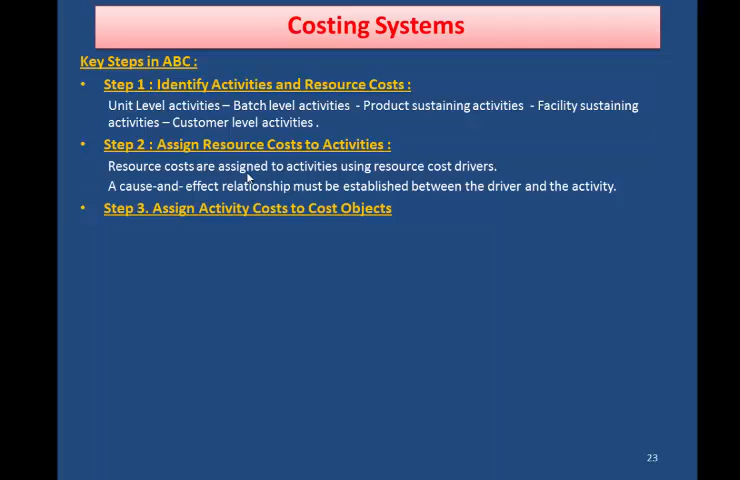 Costing Systems
Key Steps in ABC :
• Step 1 : Identify Activities and Resource Costs :
Unit Level activities – Batch level activities - Product sustaining activities - Facility sustaining
activities – Customer level activities .
• Step 2 : Assign Resource Costs to Activities :
Resource costs are assigned to activities using resource cost drivers.
A cause-and- effect relationship must be established between the driver and the activity.
• Step 3. Assign Activity Costs to Cost Objects
23